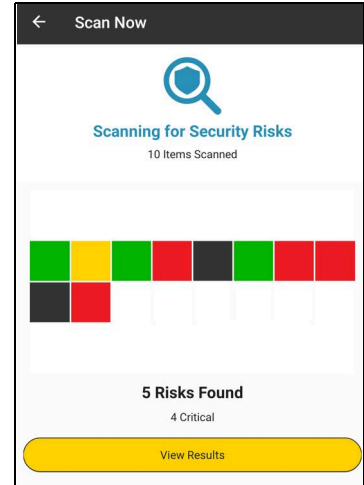 Scan Now
Scanning for Security Risks
10 Items Scanned
5 Risks Found
4 Critical
View Results